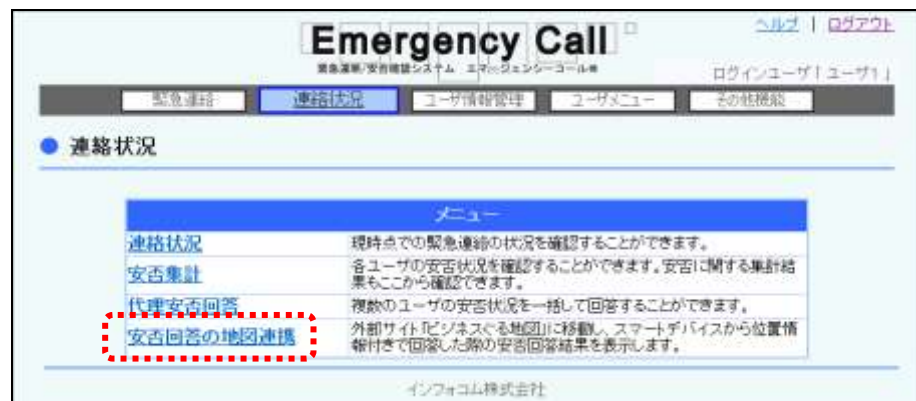 ヘルプ | ログアウト
Emergency Call
緊急連絡/安否確認システム エマージェンシーコール®
ログインユーザ「ユーザ1」
緊急連絡 連絡状況 ユーザ情報管理 ユーザメニュー その他機能
連絡状況
メニュー
連絡状況 現時点での緊急連絡の状況を確認することができます。
安否集計 各ユーザの安否状況を確認することができます。安否に関する集計結
果もここから確認できます。
代理安否回答 複数のユーザの安否状況を一括して回答することができます。
安否回答の地図連携 外部サイト『ビジネスぐる地図』に移動し、スマートデバイスから位置情
報付きで回答した際の安否回答結果を表示します。
インフォコム株式会社